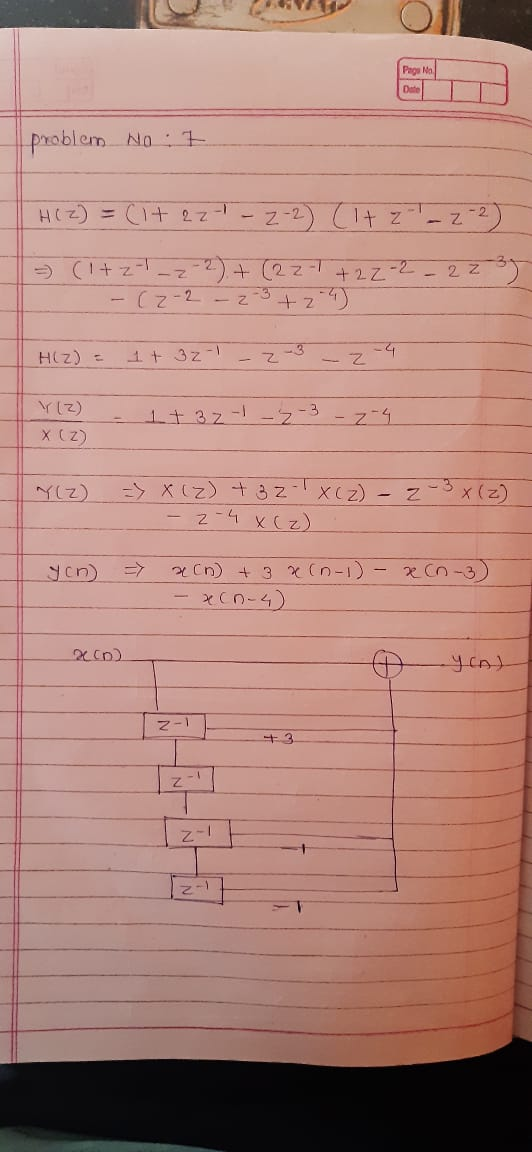 Page No.
Date
problem No : 7
H(z) = (1+ 2z⁻¹ - z⁻²) (1+ z⁻¹ - z⁻²)
⇒ (1+z⁻¹-z⁻²) + (2z⁻¹ +2z⁻² - 2z⁻³)
- (z⁻² - z⁻³ + z⁻⁴)
H(z) = 1 + 3z⁻¹ - z⁻³ - z⁻⁴
Y(z)
X(z)
= 1 + 3z⁻¹ - z⁻³ - z⁻⁴
Y(z) ⇒ X(z) + 3z⁻¹ X(z) - z⁻³ X(z)
- z⁻⁴ X(z)
y(n) ⇒ x(n) + 3 x(n-1) - x(n-3)
- x(n-4)
x(n) + y(n)
z⁻¹
+3
z⁻¹
z⁻¹
-1
z⁻¹
-1